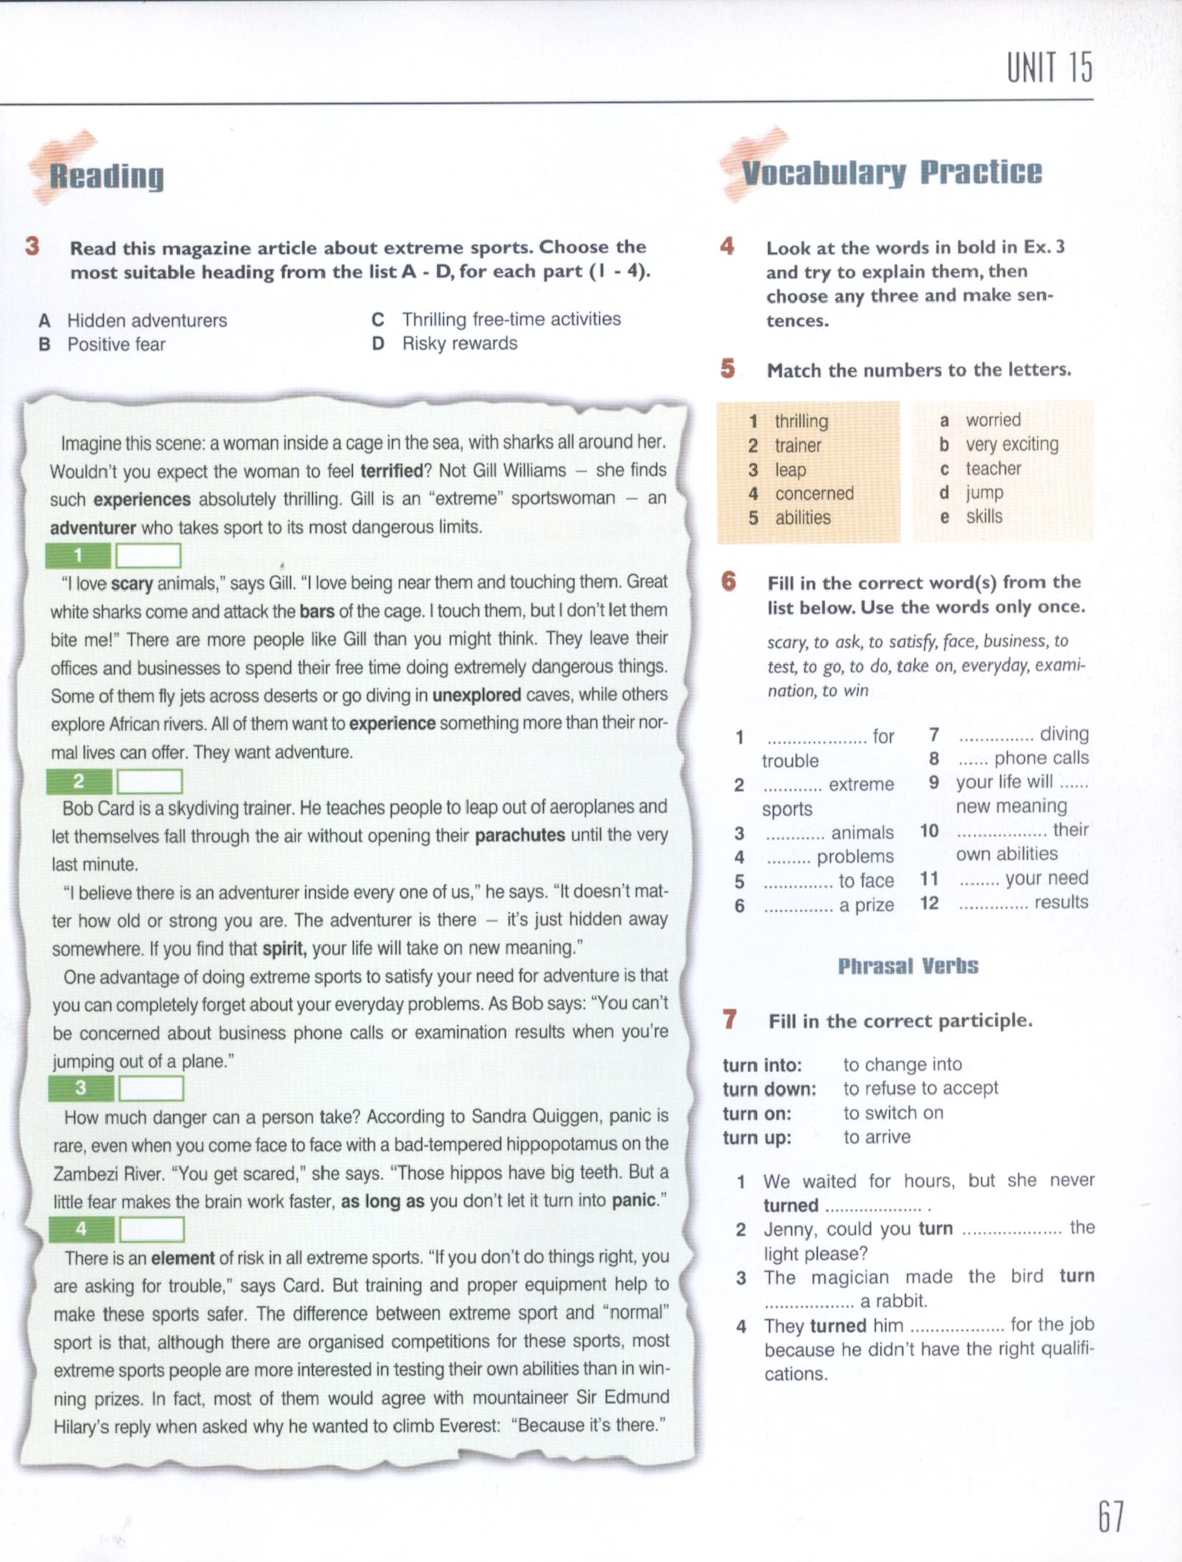 UNIT 15
Reading
3 Read this magazine article about extreme sports. Choose the
most suitable heading from the list A - D, for each part (1 - 4).
A Hidden adventurers
B Positive fear
C Thrilling free-time activities
D Risky rewards
Imagine this scene: a woman inside a cage in the sea, with sharks all around her.
Wouldn't you expect the woman to feel terrified? Not Gill Williams – she finds
such experiences absolutely thrilling. Gill is an "extreme" sportswoman – an
adventurer who takes sport to its most dangerous limits.
1
"I love scary animals," says Gill. "I love being near them and touching them. Great
white sharks come and attack the bars of the cage. I touch them, but I don't let them
bite me!" There are more people like Gill than you might think. They leave their
offices and businesses to spend their free time doing extremely dangerous things.
Some of them fly jets across deserts or go diving in unexplored caves, while others
explore African rivers. All of them want to experience something more than their nor-
mal lives can offer. They want adventure.
2
Bob Card is a skydiving trainer. He teaches people to leap out of aeroplanes and
let themselves fall through the air without opening their parachutes until the very
last minute.
"I believe there is an adventurer inside every one of us," he says. "It doesn't mat-
ter how old or strong you are. The adventurer is there – it's just hidden away
somewhere. If you find that spirit, your life will take on new meaning."
One advantage of doing extreme sports to satisfy your need for adventure is that
you can completely forget about your everyday problems. As Bob says: "You can't
be concerned about business phone calls or examination results when you're
jumping out of a plane."
3
How much danger can a person take? According to Sandra Quiggen, panic is
rare, even when you come face to face with a bad-tempered hippopotamus on the
Zambezi River. "You get scared," she says. "Those hippos have big teeth. But a
little fear makes the brain work faster, as long as you don't let it turn into panic."
4
There is an element of risk in all extreme sports. "If you don't do things right, you
are asking for trouble," says Card. But training and proper equipment help to
make these sports safer. The difference between extreme sport and "normal"
sport is that, although there are organised competitions for these sports, most
extreme sports people are more interested in testing their own abilities than in win-
ning prizes. In fact, most of them would agree with mountaineer Sir Edmund
Hilary's reply when asked why he wanted to climb Everest: "Because it's there."
Vocabulary Practice
4 Look at the words in bold in Ex. 3
and try to explain them, then
choose any three and make sen-
tences.
5 Match the numbers to the letters.
1 thrilling
2 trainer
3 leap
4 concerned
5 abilities
a worried
b very exciting
c teacher
d jump
e skills
6 Fill in the correct word(s) from the
list below. Use the words only once.
scary, to ask, to satisfy, face, business, to
test, to go, to do, take on, everyday, exami-
nation, to win
1 .................... for
trouble
2 ............ extreme
sports
3 ............ animals
4 ......... problems
5 .............. to face
6 .............. a prize
7 ............... diving
8 ...... phone calls
9 your life will ......
new meaning
10 .................. their
own abilities
11 ........ your need
12 .............. results
Phrasal Verbs
7 Fill in the correct participle.
turn into: to change into
turn down: to refuse to accept
turn on: to switch on
turn up: to arrive
1 We waited for hours, but she never
turned .................... .
2 Jenny, could you turn .................... the
light please?
3 The magician made the bird turn
.................. a rabbit.
4 They turned him ................... for the job
because he didn't have the right qualifi-
cations.
67